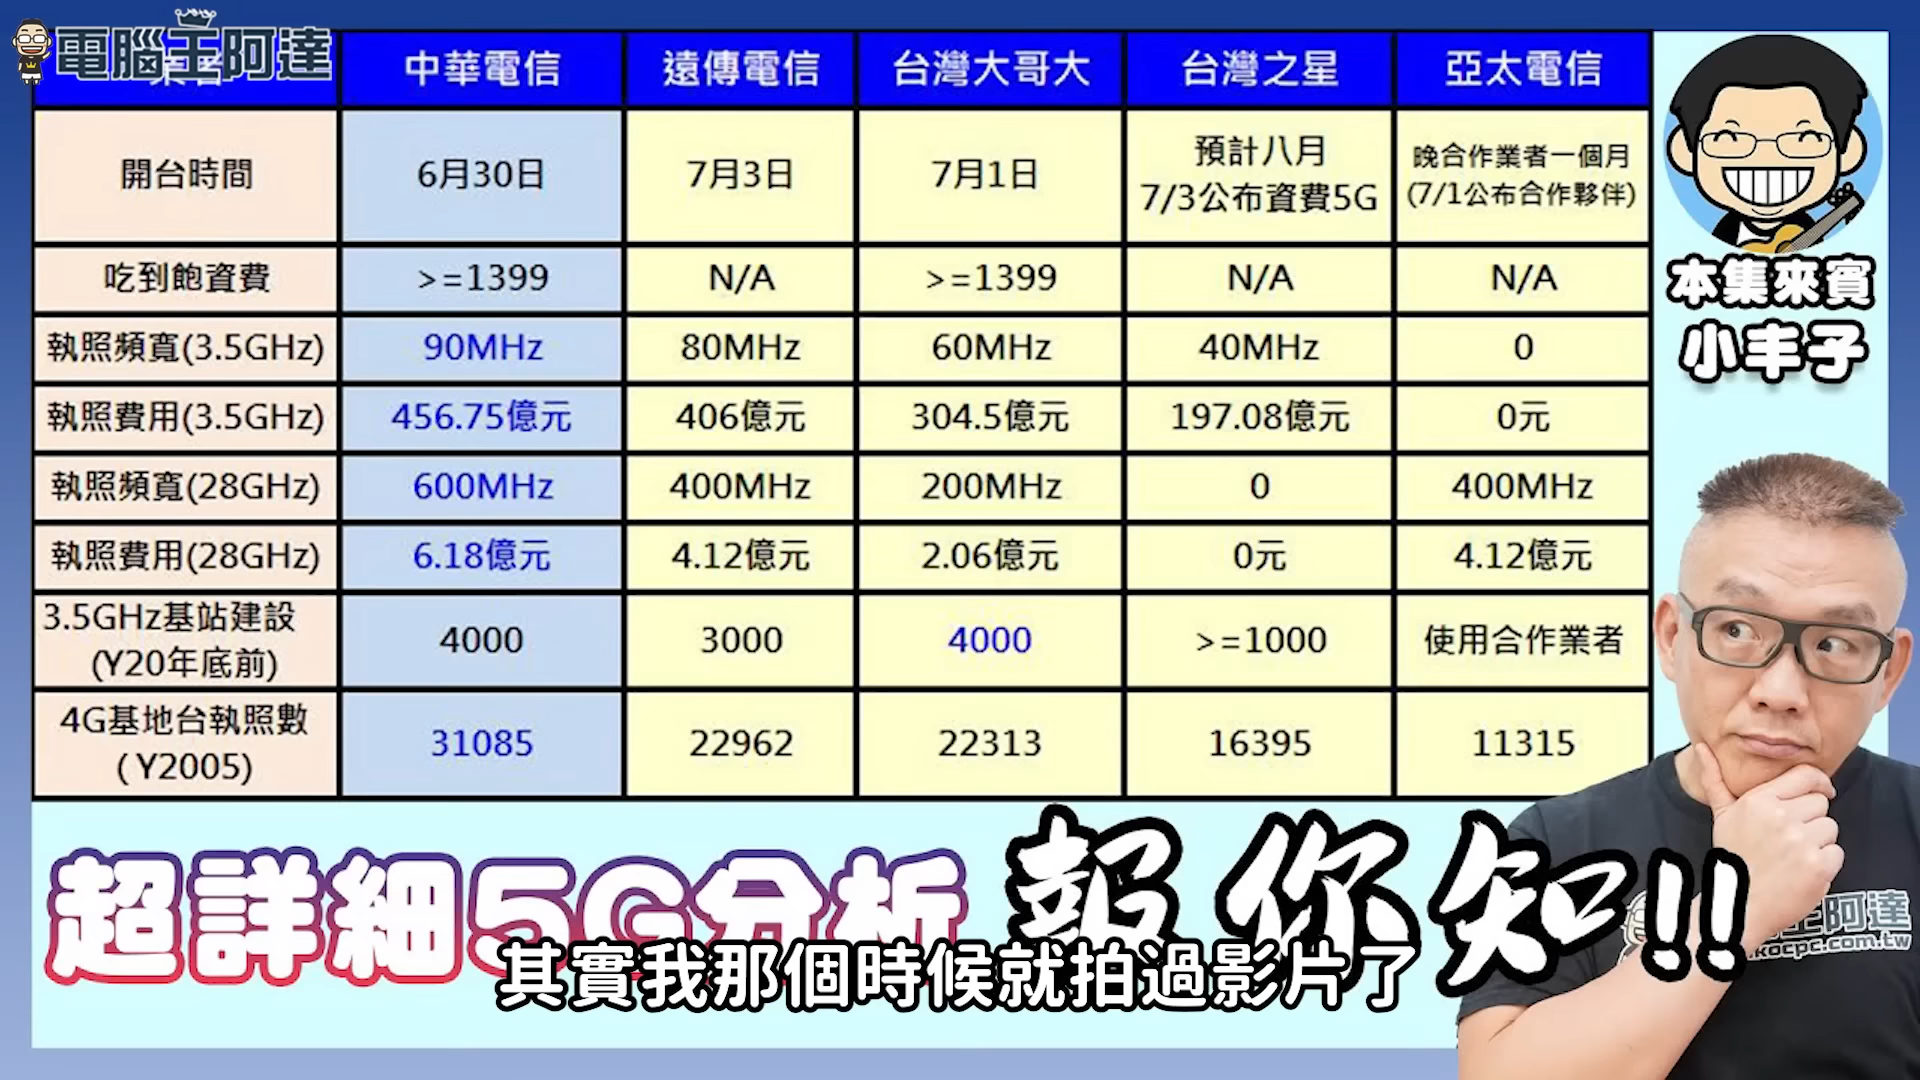 電腦王阿達
中華電信 遠傳電信 台灣大哥大 台灣之星 亞太電信
開台時間 6月30日 7月3日 7月1日 預計八月 晚合作業者一個月
7/3公布資費5G (7/1公布合作夥伴)
吃到飽資費 >=1399 N/A >=1399 N/A N/A
執照頻寬(3.5GHz) 90MHz 80MHz 60MHz 40MHz 0
執照費用(3.5GHz) 456.75億元 406億元 304.5億元 197.08億元 0元
執照頻寬(28GHz) 600MHz 400MHz 200MHz 0 400MHz
執照費用(28GHz) 6.18億元 4.12億元 2.06億元 0元 4.12億元
3.5GHz基站建設
(Y20年底前) 4000 3000 4000 >=1000 使用合作業者
4G基地台執照數
(Y2005) 31085 22962 22313 16395 11315
本集來賓
小丰子
超詳細5G分析 報你知!!
其實我那個時候就拍過影片了
王阿達
kocpc.com.tw